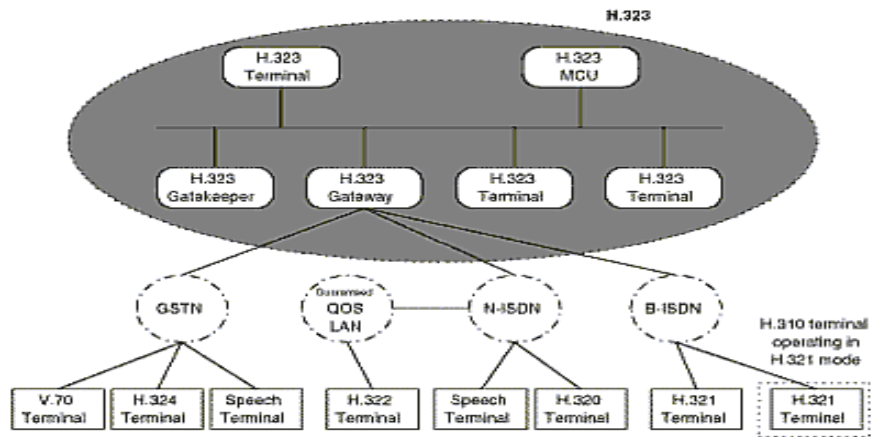 H.323
H.323
Terminal
H.323
MCU
H.323
Gatekeeper
H.323
Gateway
H.323
Terminal
H.323
Terminal
GSTN
Guaranteed
QOS
LAN
N-ISDN
B-ISDN
H.310 terminal
operating in
H.321 mode
V.70
Terminal
H.324
Terminal
Speech
Terminal
H.322
Terminal
Speech
Terminal
H.320
Terminal
H.321
Terminal
H.321
Terminal